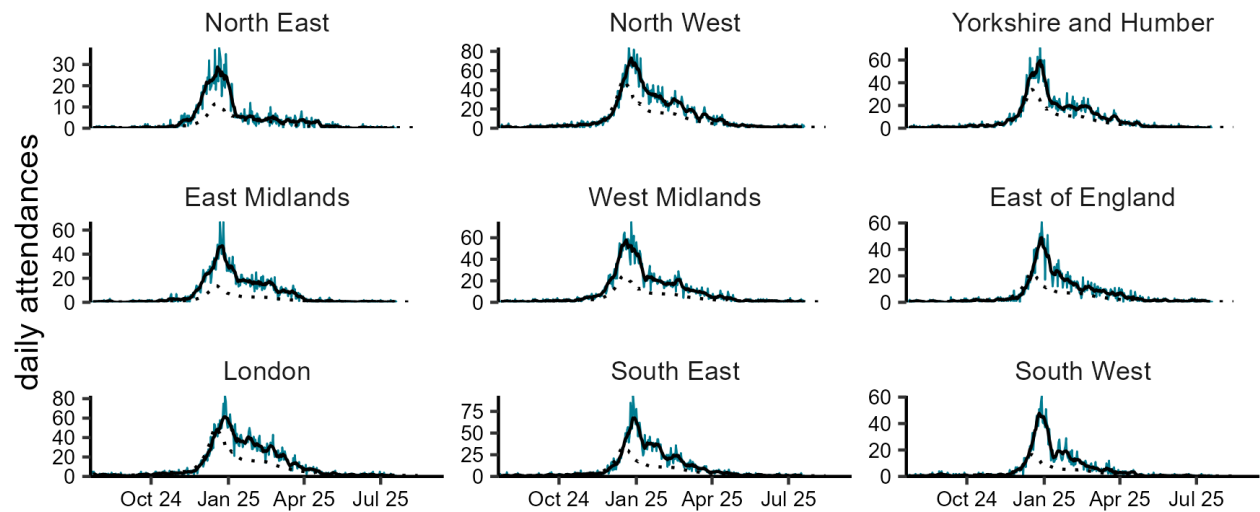 daily attendances
North East
30
20
10
0
North West
80
60
40
20
0
Yorkshire and Humber
60
40
20
0
East Midlands
60
40
20
0
West Midlands
60
40
20
0
East of England
60
40
20
0
London
80
60
40
20
0
South East
75
50
25
0
South West
60
40
20
0
Oct 24 Jan 25 Apr 25 Jul 25
Oct 24 Jan 25 Apr 25 Jul 25
Oct 24 Jan 25 Apr 25 Jul 25